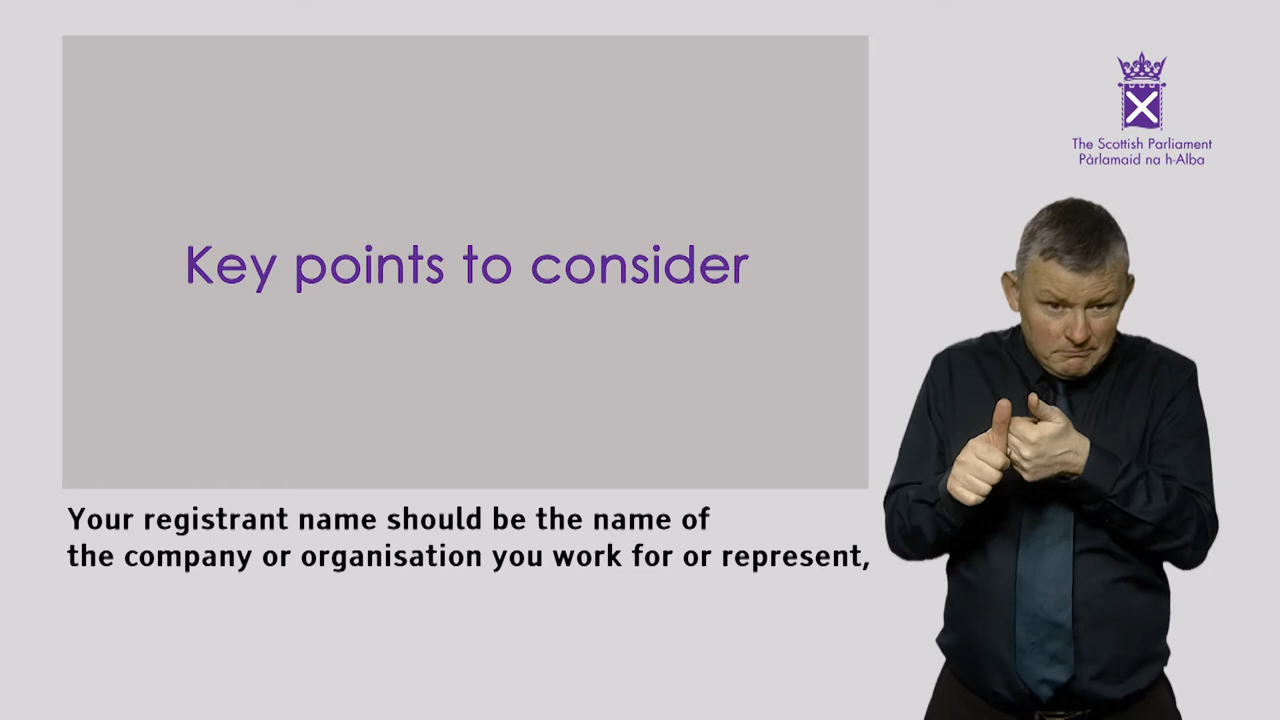 Key points to consider
The Scottish Parliament
Pàrlamaid na h-Alba
Your registrant name should be the name of
the company or organisation you work for or represent,